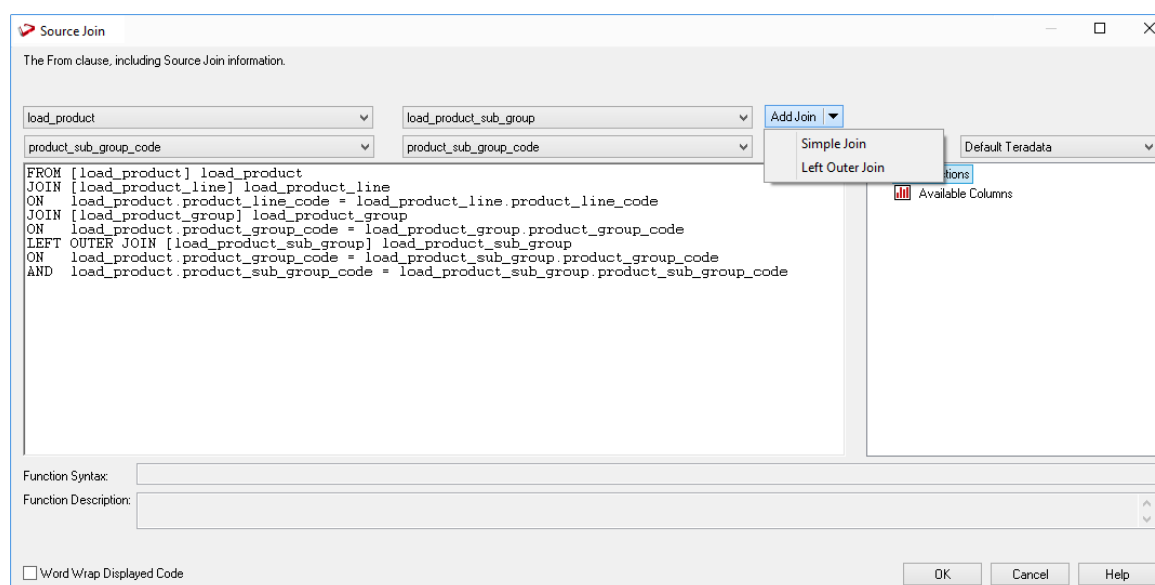 Source Join
The From clause, including Source Join information.
load_product
load_product_sub_group
Add Join
product_sub_group_code
product_sub_group_code
Simple Join
Left Outer Join
Default Teradata
FROM [load_product] load_product
JOIN [load_product_line] load_product_line
ON   load_product.product_line_code = load_product_line.product_line_code
JOIN [load_product_group] load_product_group
ON   load_product.product_group_code = load_product_group.product_group_code
LEFT OUTER JOIN [load_product_sub_group] load_product_sub_group
ON   load_product.product_group_code = load_product_sub_group.product_group_code
AND  load_product.product_sub_group_code = load_product_sub_group.product_sub_group_code
Available Columns
Function Syntax:
Function Description:
Word Wrap Displayed Code
OK
Cancel
Help